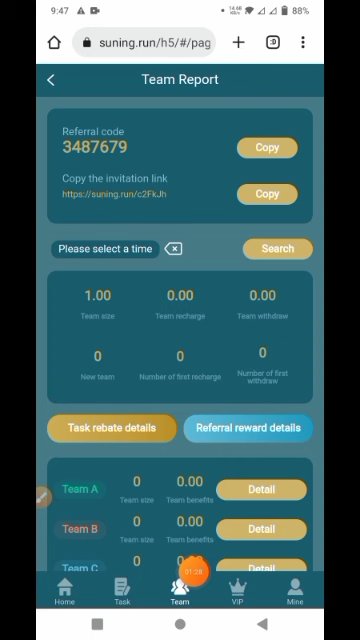 9:47
88%
suning.run/h5/#/pag
:D
Team Report
Referral code
3487679
Copy
Copy the invitation link
https://suning.run/c2FkJh
Copy
Please select a time
Search
1.00 0.00 0.00
Team size Team recharge Team withdraw
0 0 0
New team Number of first recharge Number of first
withdraw
Task rebate details Referral reward details
Team A 0 0.00 Detail
Team size Team benefits
Team B 0 0.00 Detail
Team size Team benefits
Team C 0 Detail
01:28
Home Task Team VIP Mine